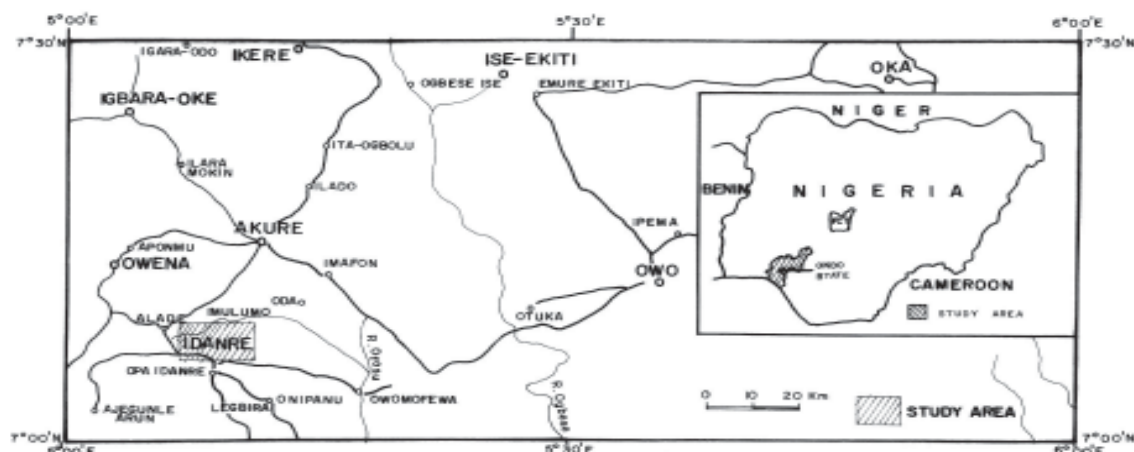 5°00'E
5°30'E
6°00'E
7°30'N
7°30'N
IGARA-ODO
IKERE
ISE-EKITI
OKA
OGBESE ISE
EMURE EKITI
IGBARA-OKE
ITA-OGBOLU
ILARA
MOKIN
ILADO
AKURE
IPEMA
APONMU
OWENA
IMAFON
OWO
ODA
ALADE
IMULUMO
OTUKA
IDANRE
OPA IDANRE
OWOMOFEWA
AJEGUNLE
ARUN
LEGBIRA
ONIPANU
R. Ogbese
NIGER
BENIN
NIGERIA
ONDO
STATE
CAMEROON
STUDY AREA
0 10 20 Km
STUDY AREA
7°00'N
7°00'N
5°30'E
6°00'E